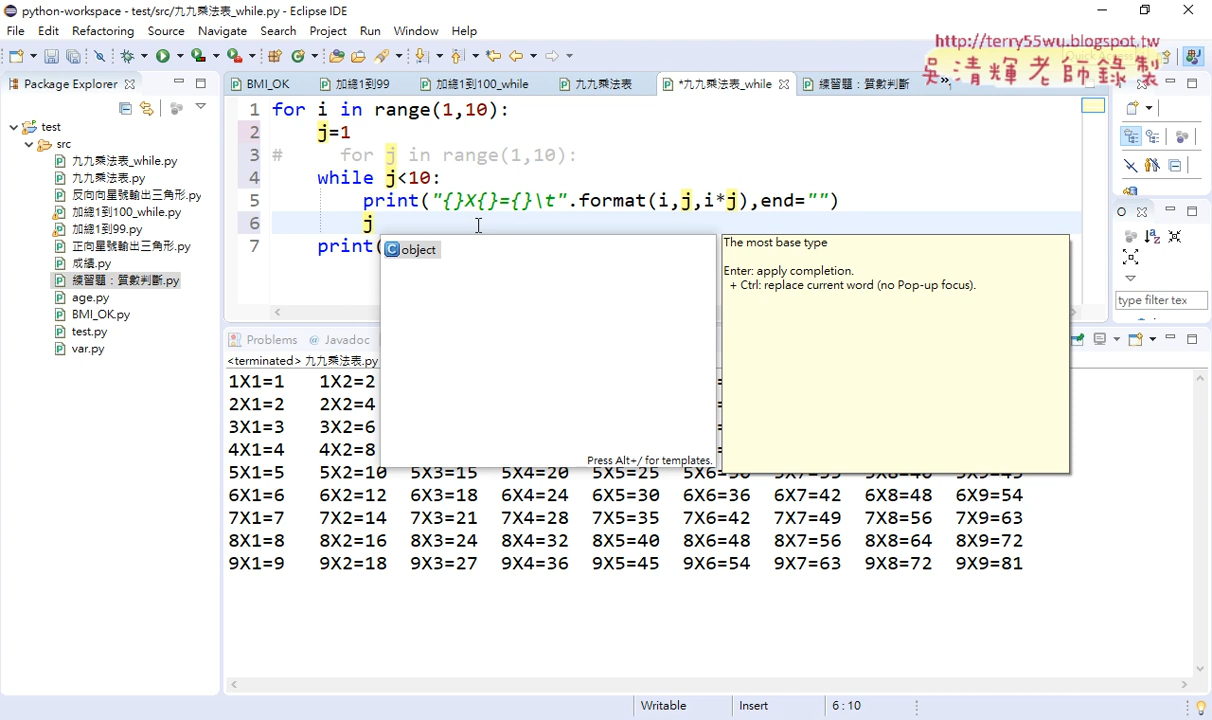 python-workspace - test/src/九九乘法表_while.py - Eclipse IDE
File Edit Refactoring Source Navigate Search Project Run Window Help
http://terry55wu.blogspot.tw
吳清輝老師錄製
Package Explorer
BMI_OK 加總1到99 加總1到100_while 九九乘法表 *九九乘法表_while 練習題：質數判斷
test
src
九九乘法表_while.py
九九乘法表.py
反向向星號輸出三角形.py
加總1到100_while.py
加總1到99.py
正向星號輸出三角形.py
成績.py
練習題：質數判斷.py
age.py
BMI_OK.py
test.py
var.py
1 for i in range(1,10):
2 j=1
3 # for j in range(1,10):
4 while j<10:
5 print("{}X{}={}\t".format(i,j,i*j),end="")
6 j
7 print(
object
Press Alt+/ for templates.
The most base type
Enter: apply completion.
+ Ctrl: replace current word (no Pop-up focus).
O
type filter tex
Problems @ Javadoc
<terminated> 九九乘法表.py
1X1=1 1X2=2
2X1=2 2X2=4
3X1=3 3X2=6
4X1=4 4X2=8
5X1=5 5X2=10 5X3=15 5X4=20 5X5=25 5X6=30 5X7=35 5X8=40 5X9=45
6X1=6 6X2=12 6X3=18 6X4=24 6X5=30 6X6=36 6X7=42 6X8=48 6X9=54
7X1=7 7X2=14 7X3=21 7X4=28 7X5=35 7X6=42 7X7=49 7X8=56 7X9=63
8X1=8 8X2=16 8X3=24 8X4=32 8X5=40 8X6=48 8X7=56 8X8=64 8X9=72
9X1=9 9X2=18 9X3=27 9X4=36 9X5=45 9X6=54 9X7=63 9X8=72 9X9=81
Writable Insert 6 : 10